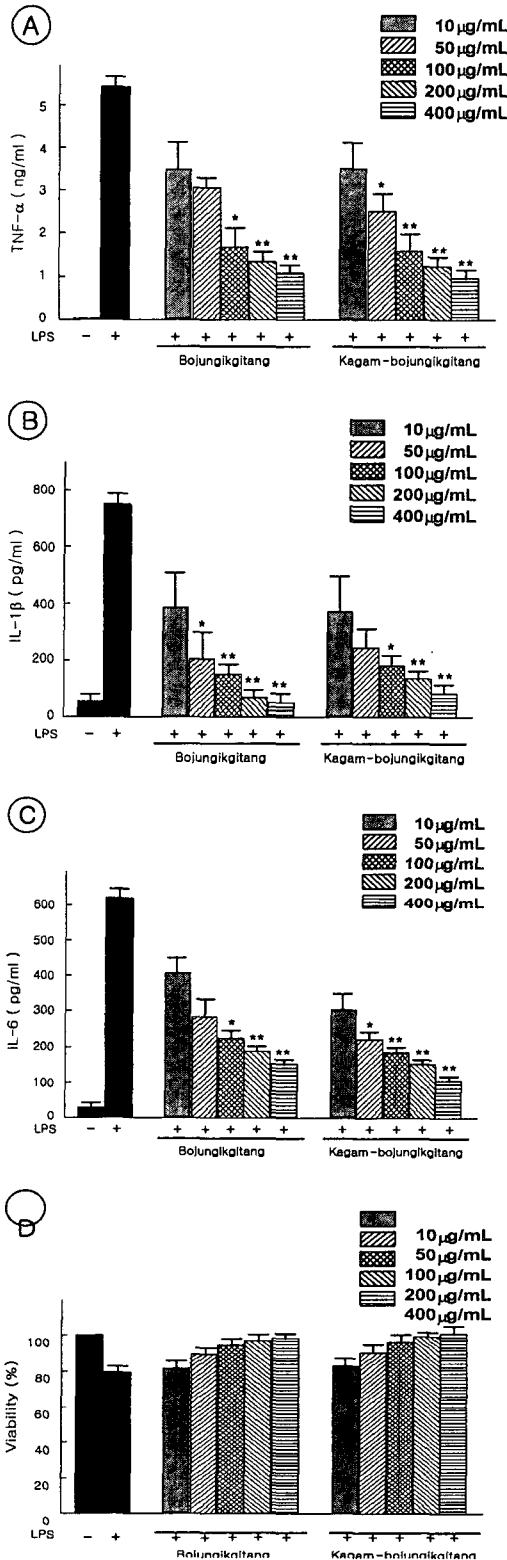 A
10μg/mL
50μg/mL
100μg/mL
200μg/mL
400μg/mL
TNF-α ( ng/ml )
5
4
3
2
1
0
* ** **
* ** ** **
LPS - + + + + + + + + + + +
Bojungikgitang Kagam-bojungikgitang
B
10μg/mL
50μg/mL
100μg/mL
200μg/mL
400μg/mL
IL-1β ( pg/ml )
800
600
400
200
0
* ** ** **
* ** **
LPS - + + + + + + + + + + +
Bojungikgitang Kagam-bojungikgitang
C
10μg/mL
50μg/mL
100μg/mL
200μg/mL
400μg/mL
IL-6 ( pg/ml )
600
500
400
300
200
100
0
* ** **
* ** ** **
LPS - + + + + + + + + + + +
Bojungikgitang Kagam-bojungikgitang
D
10μg/mL
50μg/mL
100μg/mL
200μg/mL
400μg/mL
Viability (%)
100
80
60
40
20
0
LPS - + + + + + + + + + + +
Bojungikgitang Kagam-bojungikgitang